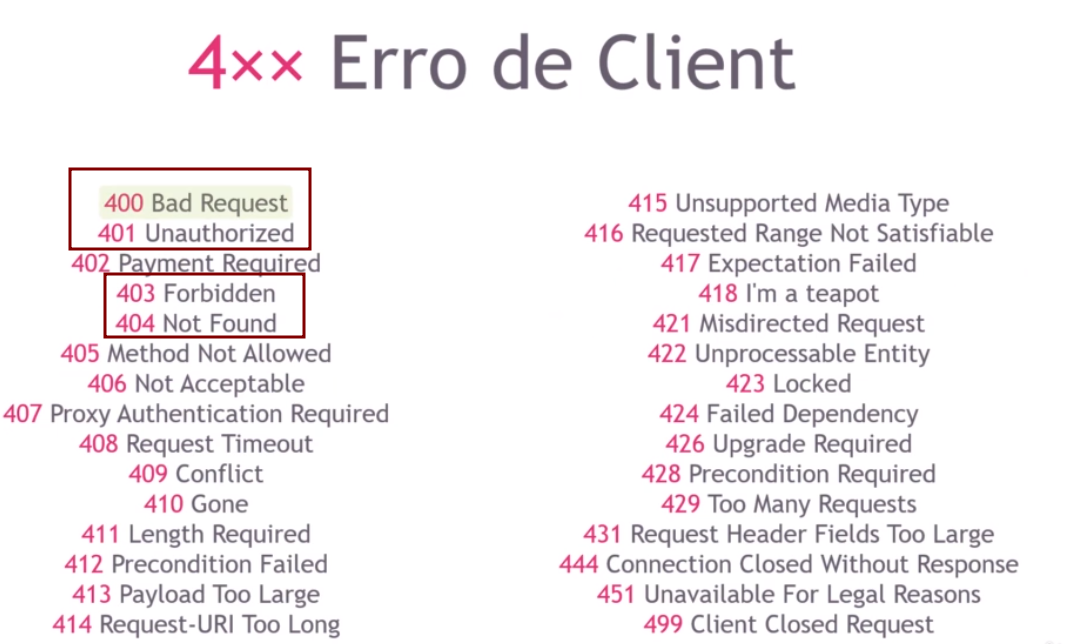 4×× Erro de Client
400 Bad Request
401 Unauthorized
402 Payment Required
403 Forbidden
404 Not Found
405 Method Not Allowed
406 Not Acceptable
407 Proxy Authentication Required
408 Request Timeout
409 Conflict
410 Gone
411 Length Required
412 Precondition Failed
413 Payload Too Large
414 Request-URI Too Long
415 Unsupported Media Type
416 Requested Range Not Satisfiable
417 Expectation Failed
418 I'm a teapot
421 Misdirected Request
422 Unprocessable Entity
423 Locked
424 Failed Dependency
426 Upgrade Required
428 Precondition Required
429 Too Many Requests
431 Request Header Fields Too Large
444 Connection Closed Without Response
451 Unavailable For Legal Reasons
499 Client Closed Request